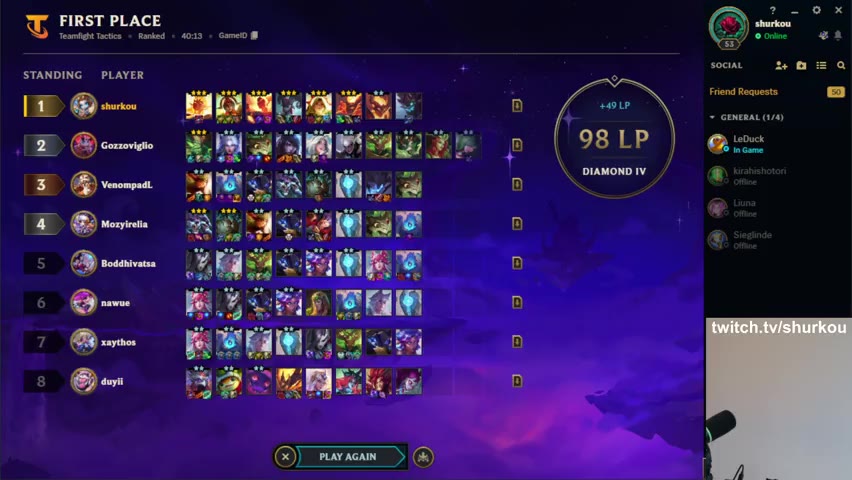 FIRST PLACE
Teamfight Tactics • Ranked • 40:13 • GameID
STANDING PLAYER
1 shurkou
2 Gozzoviglio
3 VenompadL
4 Mozyirelia
5 Boddhivatsa
6 nawue
7 xaythos
8 duyii
+49 LP
98 LP
DIAMOND IV
PLAY AGAIN
shurkou
Online
53
SOCIAL
Friend Requests 50
GENERAL (1/4)
LeDuck
In Game
kirahishotori
Offline
Liuna
Offline
Sieglinde
Offline
twitch.tv/shurkou